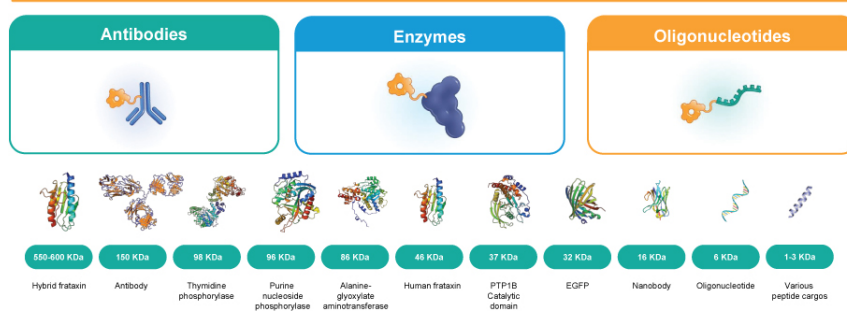 Antibodies
Enzymes
Oligonucleotides
550-600 KDa
150 KDa
98 KDa
96 KDa
86 KDa
46 KDa
37 KDa
32 KDa
16 KDa
6 KDa
1-3 KDa
Hybrid frataxin
Antibody
Thymidine
phosphorylase
Purine
nucleoside
phosphorylase
Alanine-
glyoxylate
aminotransferase
Human frataxin
PTP1B
Catalytic
domain
EGFP
Nanobody
Oligonucleotide
Various
peptide cargos